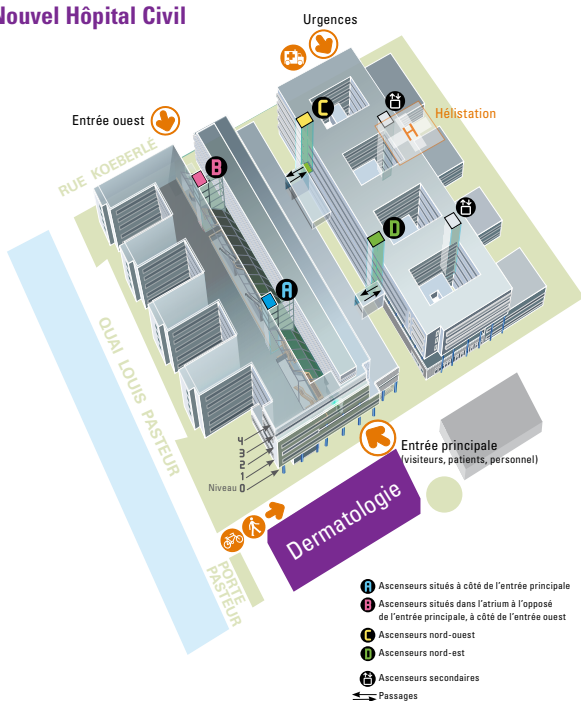 Nouvel Hôpital Civil
Urgences
Entrée ouest
C
Hélistation
H
RUE KOEBERLÉ
B
D
A
QUAI LOUIS PASTEUR
4
3
2
1
Niveau 0
Entrée principale
(visiteurs, patients, personnel)
Dermatologie
PORTE
PASTEUR
A Ascenseurs situés à côté de l'entrée principale
B Ascenseurs situés dans l'atrium à l'opposé
de l'entrée principale, à côté de l'entrée ouest
C Ascenseurs nord-ouest
D Ascenseurs nord-est
Ascenseurs secondaires
Passages